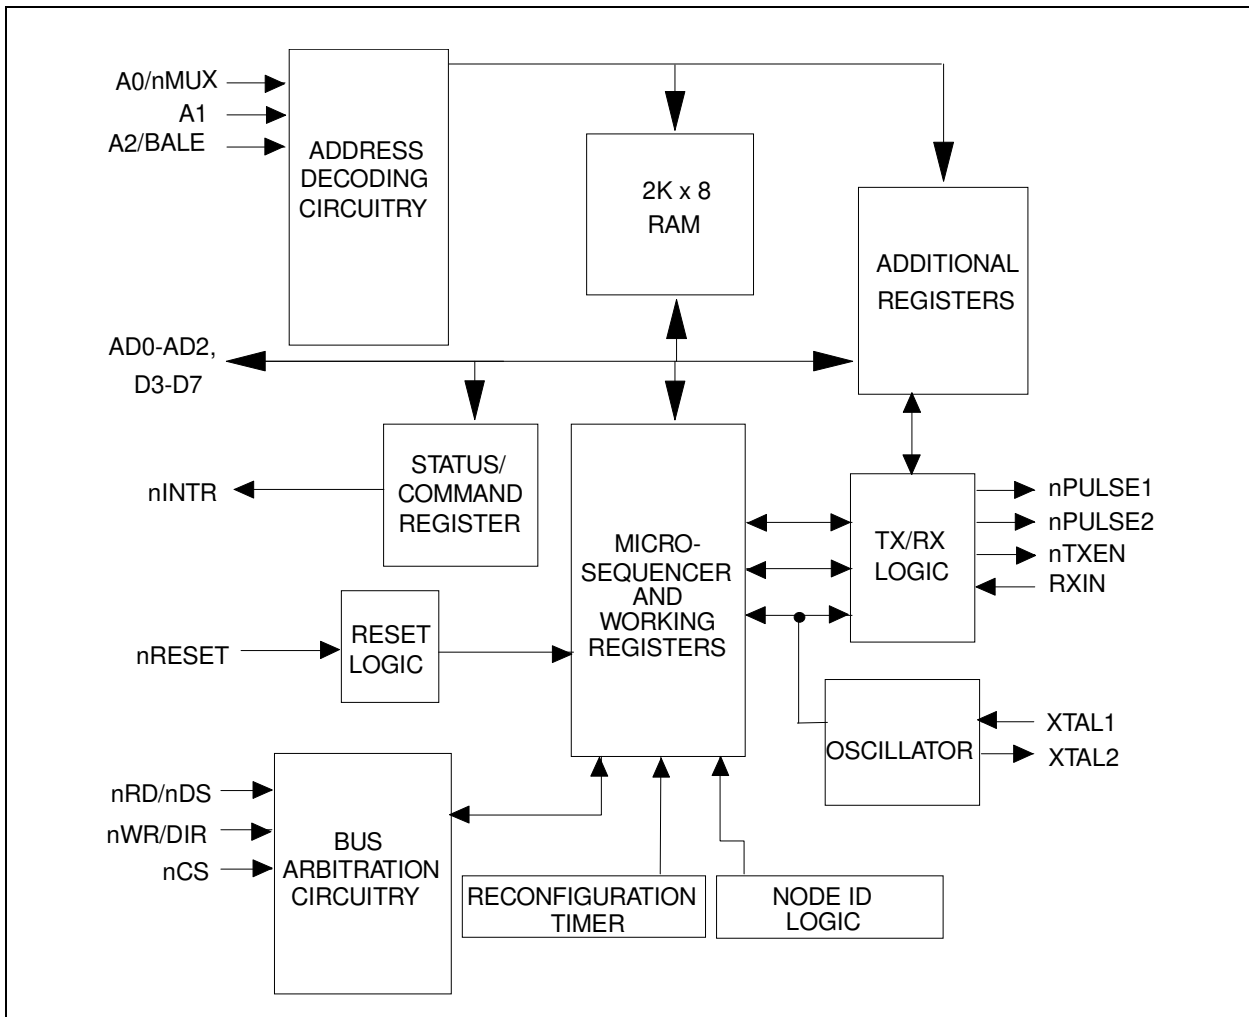 A0/nMUX
A1
A2/BALE
ADDRESS
DECODING
CIRCUITRY
2K x 8
RAM
ADDITIONAL
REGISTERS
AD0-AD2,
D3-D7
nINTR
STATUS/
COMMAND
REGISTER
MICRO-
SEQUENCER
AND
WORKING
REGISTERS
TX/RX
LOGIC
nPULSE1
nPULSE2
nTXEN
RXIN
nRESET
RESET
LOGIC
OSCILLATOR
XTAL1
XTAL2
nRD/nDS
nWR/DIR
nCS
BUS
ARBITRATION
CIRCUITRY
RECONFIGURATION
TIMER
NODE ID
LOGIC